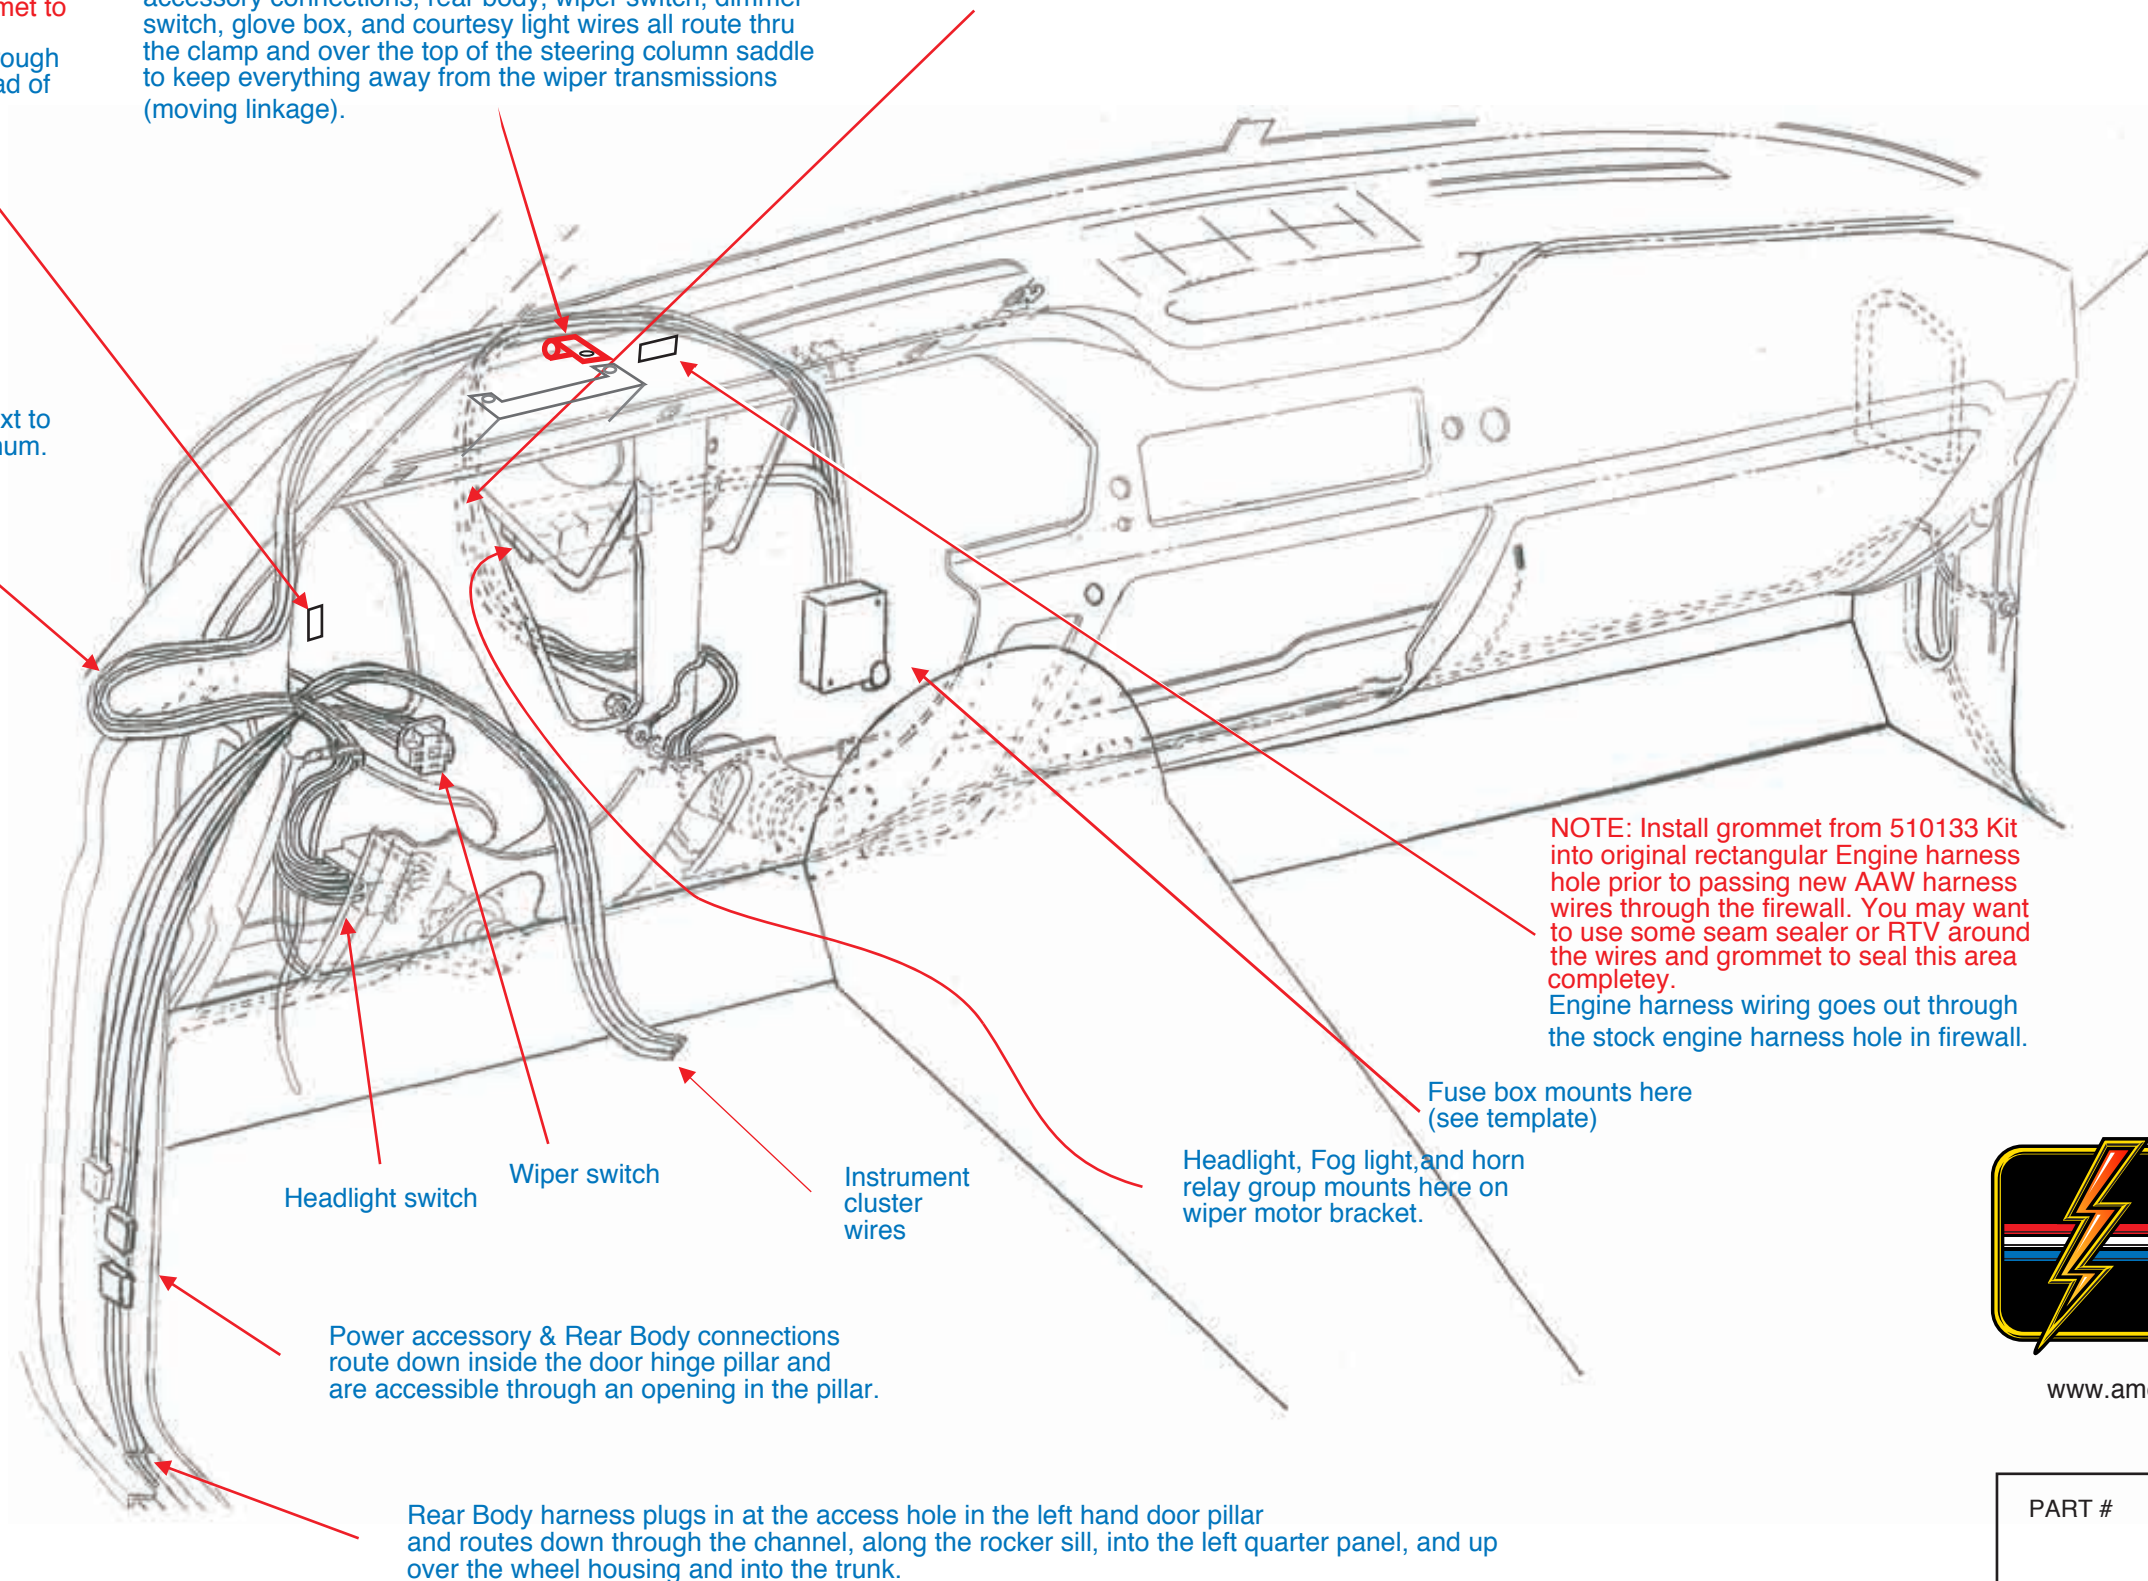 accessory connections, rear body, wiper switch, dimmer
switch, glove box, and courtesy light wires all route thru
the clamp and over the top of the steering column saddle
to keep everything away from the wiper transmissions
(moving linkage).
NOTE: Install grommet from 510133 Kit
into original rectangular Engine harness
hole prior to passing new AAW harness
wires through the firewall. You may want
to use some seam sealer or RTV around
the wires and grommet to seal this area
completey.
Engine harness wiring goes out through
the stock engine harness hole in firewall.
Fuse box mounts here
(see template)
Headlight, Fog light,and horn
relay group mounts here on
wiper motor bracket.
Headlight switch
Wiper switch
Instrument
cluster
wires
Power accessory & Rear Body connections
route down inside the door hinge pillar and
are accessible through an opening in the pillar.
Rear Body harness plugs in at the access hole in the left hand door pillar
and routes down through the channel, along the rocker sill, into the left quarter panel, and up
over the wheel housing and into the trunk.
PART #